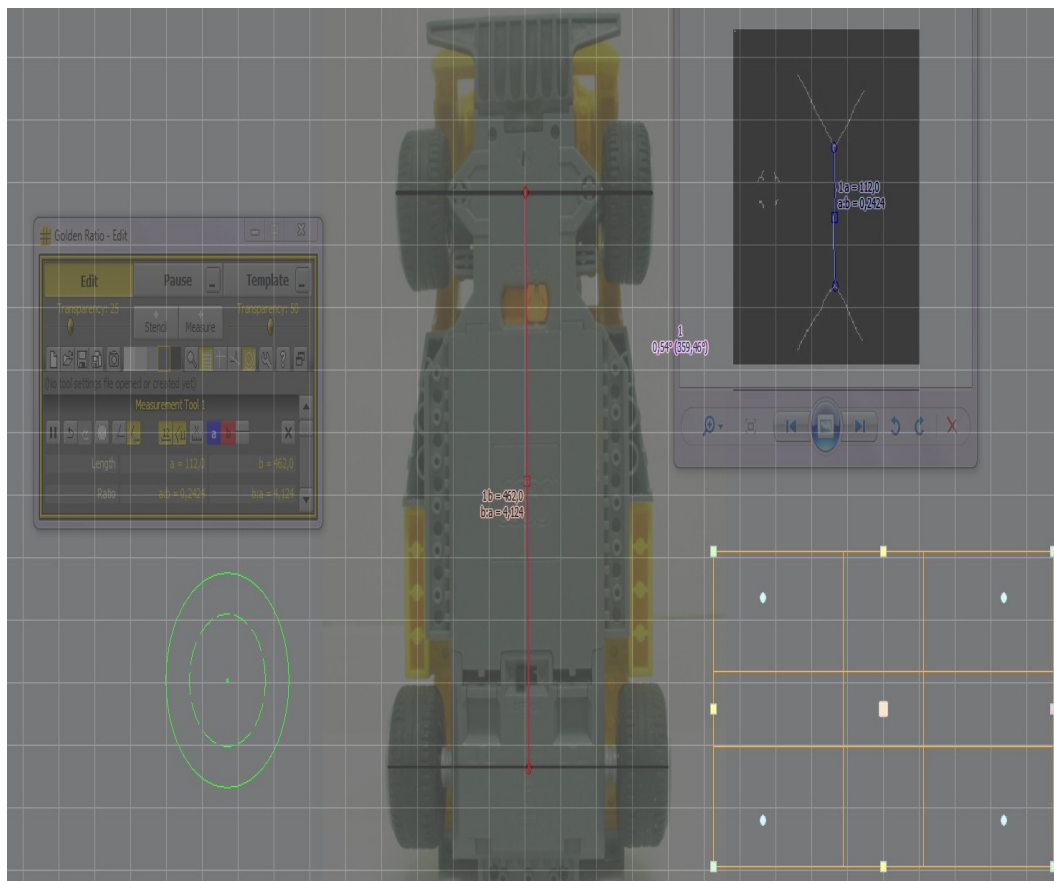 Golden Ratio - Edit
Edit
Pause
Template
Transparency: 25
Transparency: 50
Stencil
Measure
(No tool settings file opened or created yet)
Measurement Tool 1
a
b
Length
a = 112,0
b = 462,0
Ratio
a:b = 0,2424
b:a = 4,124
1:b = 462,0
b:a = 4,124
1
0,54° (359,46°)
1:a = 112,0
a:b = 0,2424